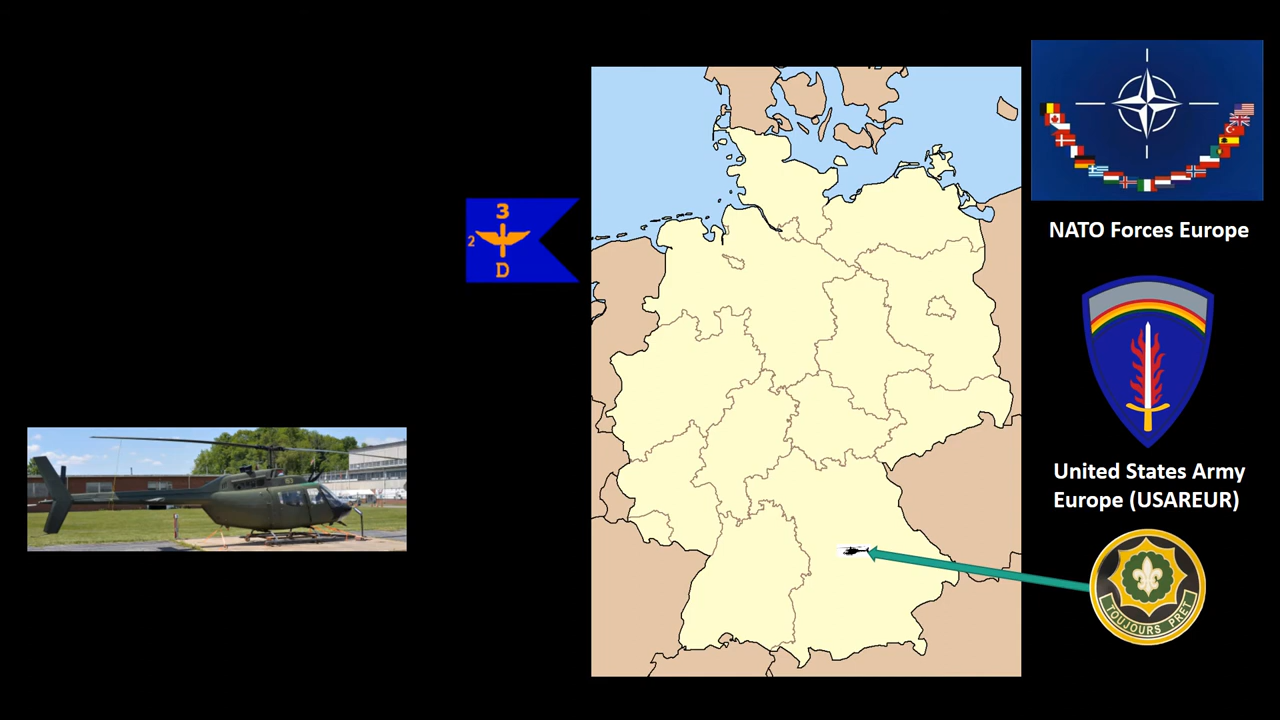 3
2
D
NATO Forces Europe
United States Army
Europe (USAREUR)
TOUJOURS PRET